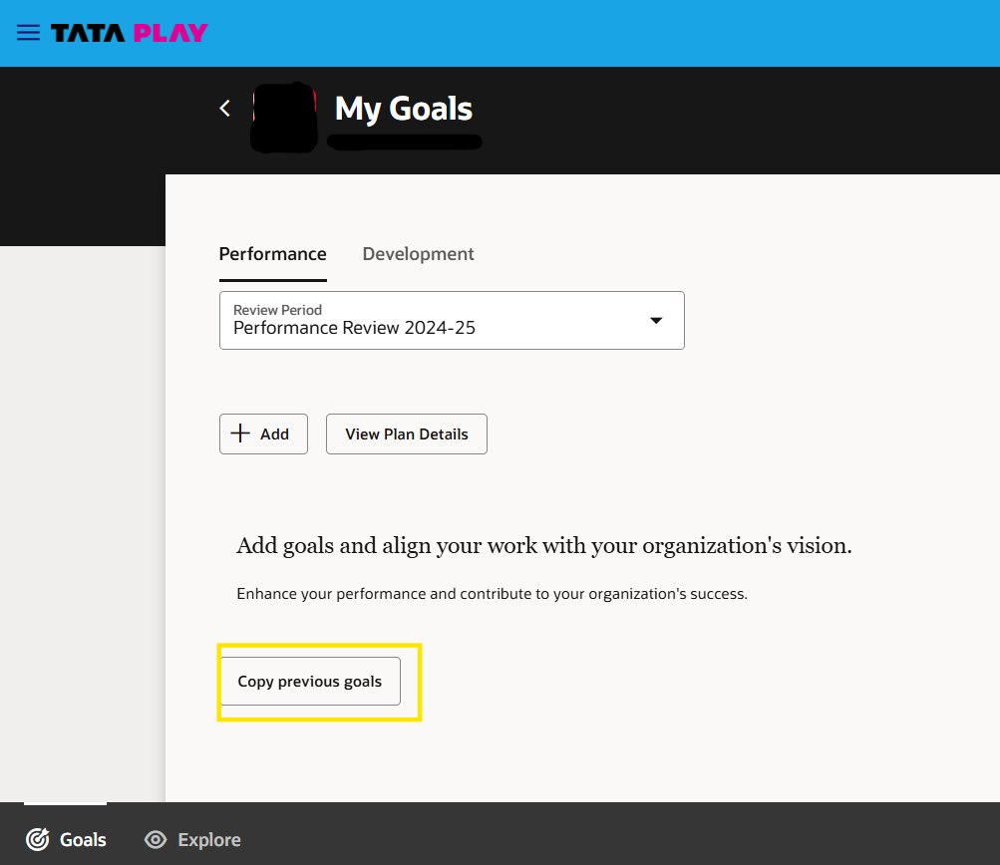 TATA PLAY
My Goals
Performance Development
Review Period
Performance Review 2024-25
Add View Plan Details
Add goals and align your work with your organization's vision.
Enhance your performance and contribute to your organization's success.
Copy previous goals
Goals Explore